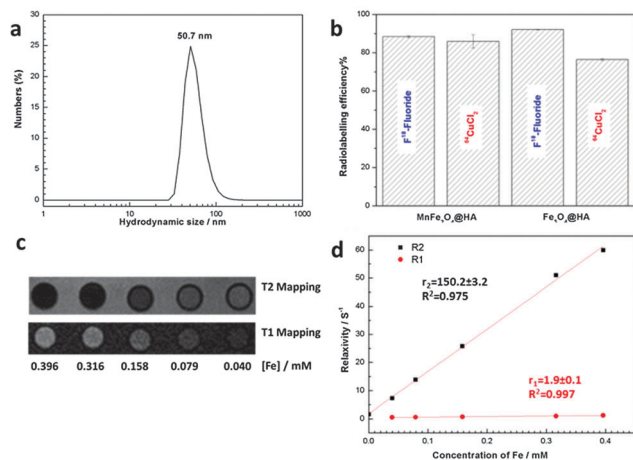 a
50.7 nm
30
25
20
15
10
5
0
Numbers (%)
1
10
100
1000
Hydrodynamic size / nm
b
100
80
60
40
20
0
Radiolabelling efficiency%
F¹⁸-Fluoride
⁶⁴CuCl₂
F¹⁸-Fluoride
⁶⁴CuCl₂
MnFe₂O₄@HA
Fe₃O₄@HA
c
T2 Mapping
T1 Mapping
0.396
0.316
0.158
0.079
0.040
[Fe] / mM
d
R2
R1
r₂=150.2±3.2
R²=0.975
r₁=1.9±0.1
R²=0.997
60
50
40
30
20
10
0
Relaxivity / S⁻¹
0.0
0.1
0.2
0.3
0.4
Concentration of Fe / mM